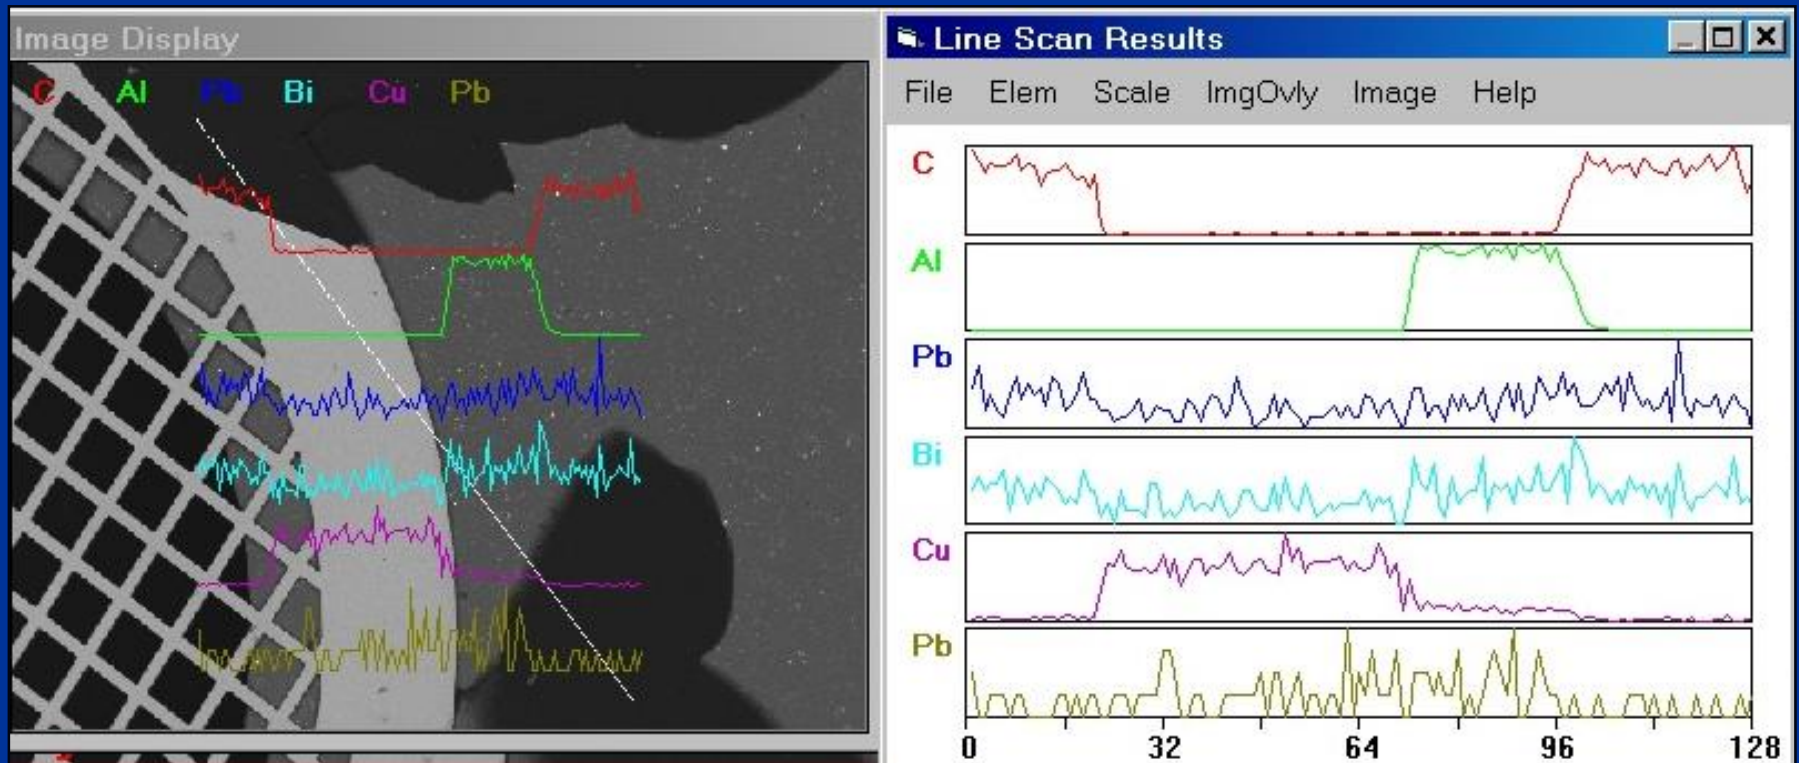 Image Display
C Al Pb Bi Cu Pb
Line Scan Results
File Elem Scale ImgOvly Image Help
C
Al
Pb
Bi
Cu
Pb
0 32 64 96 128